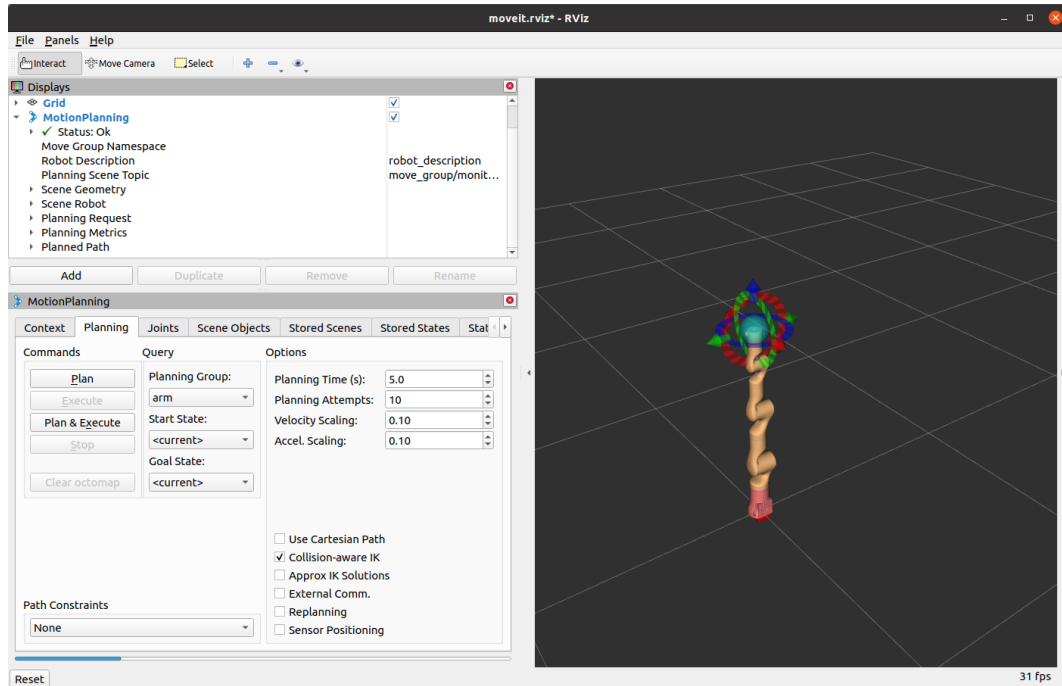 moveit.rviz* - RViz
File Panels Help
Interact Move Camera Select
Displays
Grid
MotionPlanning
Status: Ok
Move Group Namespace
Robot Description robot_description
Planning Scene Topic move_group/monit...
Scene Geometry
Scene Robot
Planning Request
Planning Metrics
Planned Path
Add Duplicate Remove Rename
MotionPlanning
Context Planning Joints Scene Objects Stored Scenes Stored States Stat
Commands Query Options
Plan Planning Group: Planning Time (s): 5.0
Execute arm Planning Attempts: 10
Plan & Execute Start State: Velocity Scaling: 0.10
Stop <current> Accel. Scaling: 0.10
Goal State:
Clear octomap <current>
Use Cartesian Path
Collision-aware IK
Approx IK Solutions
External Comm.
Path Constraints Replanning
None Sensor Positioning
Reset 31 fps